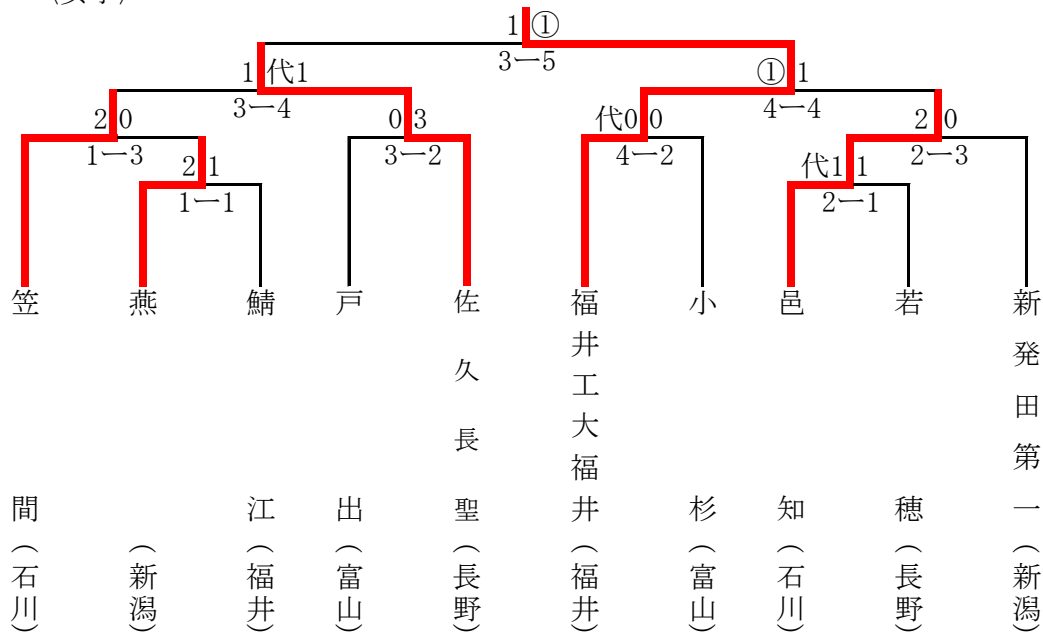 1 ①
3―5
1 代1
① 1
3―4
4―4
2 0
0 3
代0 0
2 0
1―3
3―2
4―2
2―3
2 1
代1 1
1―1
2―1
笠間(石川)
燕(新潟)
鯖江(福井)
戸出(富山)
佐久長聖(長野)
福井工大福井(福井)
小杉(富山)
邑知(石川)
若穂(長野)
新発田第一(新潟)